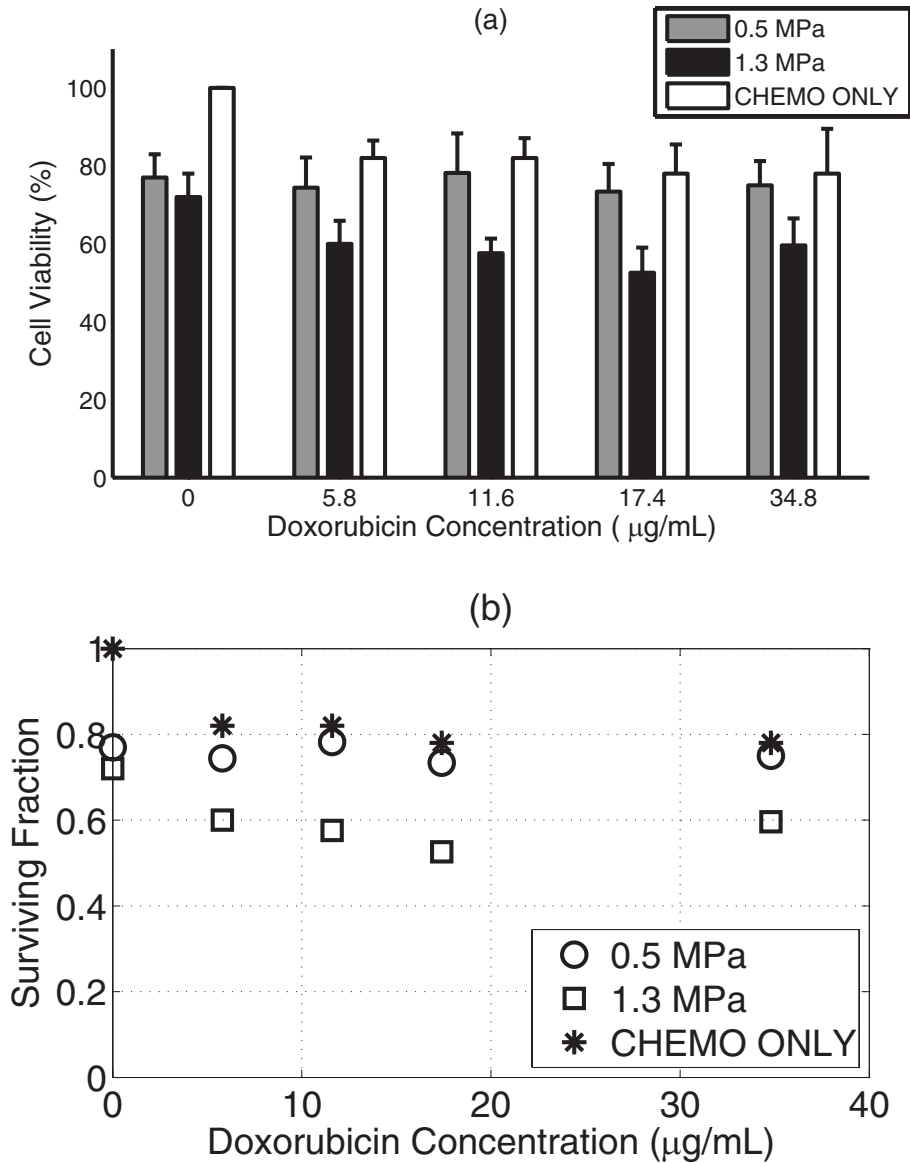 (a)
0.5 MPa
1.3 MPa
CHEMO ONLY
Cell Viability (%)
100
80
60
40
20
0
0 5.8 11.6 17.4 34.8
Doxorubicin Concentration ( μg/mL)
(b)
Surviving Fraction
1
0.8
0.6
0.4
0.2
0
0.5 MPa
1.3 MPa
CHEMO ONLY
0 10 20 30 40
Doxorubicin Concentration (μg/mL)